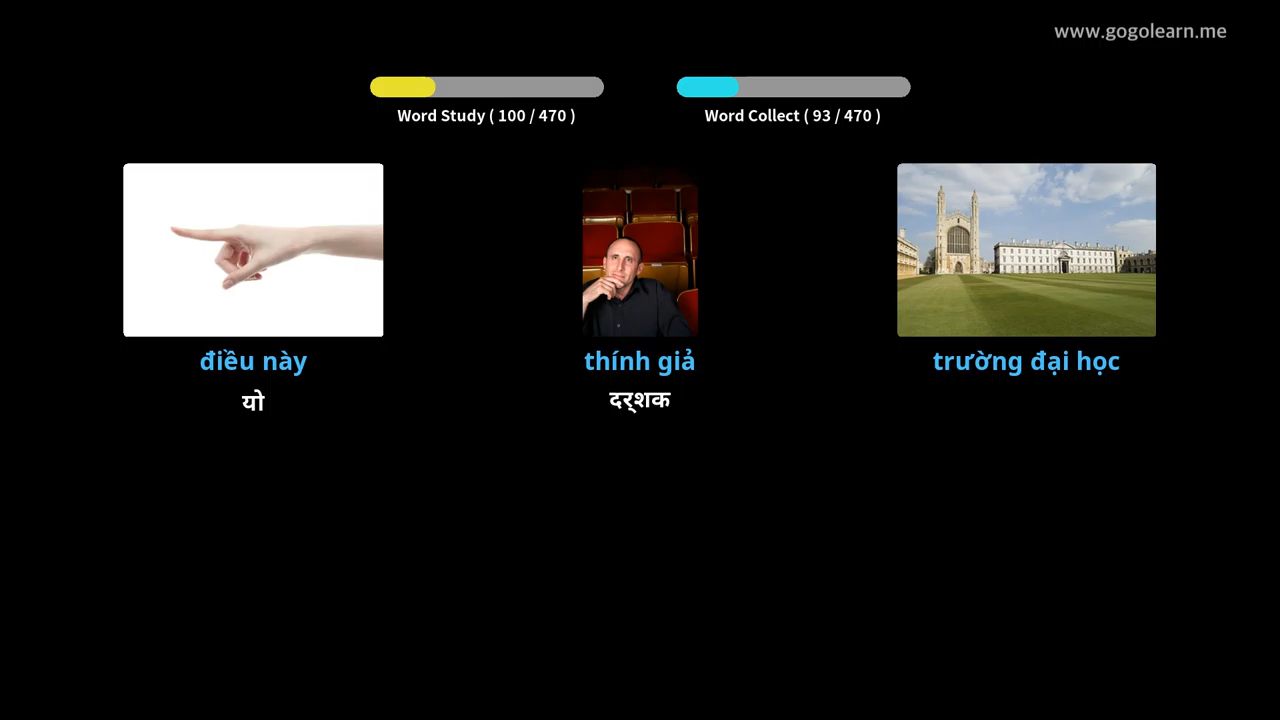 www.gogolearn.me
Word Study ( 100 / 470 )
Word Collect ( 93 / 470 )
điều này
thính giả
trường đại học
यो
दर्शक